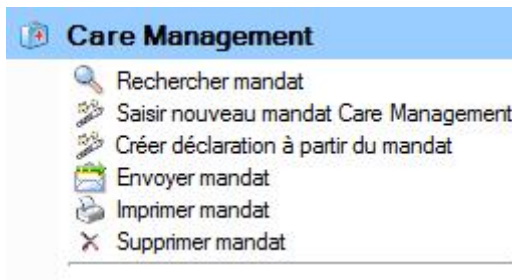 Care Management
Rechercher mandat
Saisir nouveau mandat Care Management
Créer déclaration à partir du mandat
Envoyer mandat
Imprimer mandat
Supprimer mandat